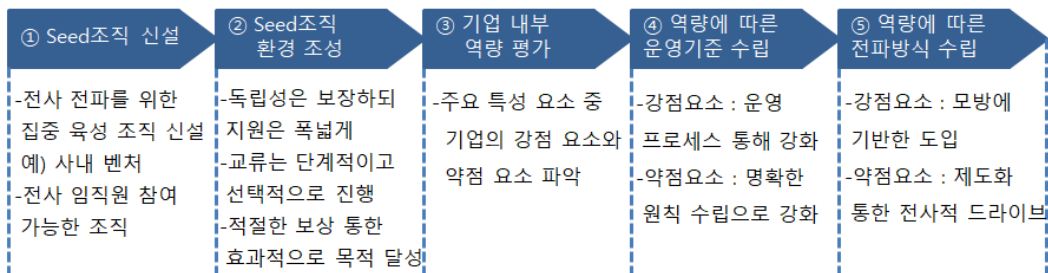 ① Seed조직 신설
-전사 전파를 위한
집중 육성 조직 신설
예) 사내 벤처
-전사 임직원 참여
가능한 조직
② Seed조직
환경 조성
-독립성은 보장하되
지원은 폭넓게
-교류는 단계적이고
선택적으로 진행
-적절한 보상 통한
효과적으로 목적 달성
③ 기업 내부
역량 평가
-주요 특성 요소 중
기업의 강점 요소와
약점 요소 파악
④ 역량에 따른
운영기준 수립
-강점요소 : 운영
프로세스 통해 강화
-약점요소 : 명확한
원칙 수립으로 강화
⑤ 역량에 따른
전파방식 수립
-강점요소 : 모방에
기반한 도입
-약점요소 : 제도화
통한 전사적 드라이브